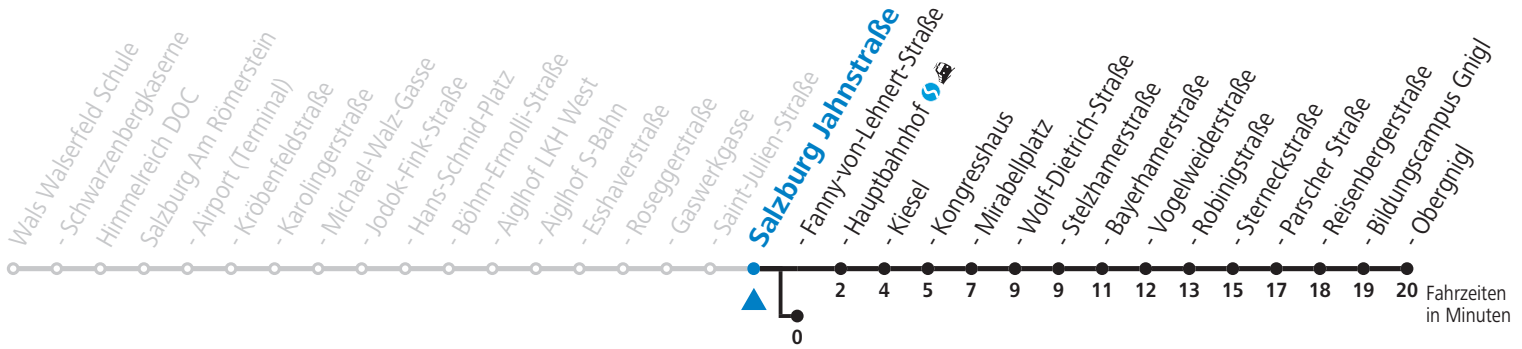 Wals Walserfeld Schule
- Schwarzenbergkaserne
Himmelreich DOC
Salzburg Am Römerstein
- Airport (Terminal)
- Kröbenfeldstraße
- Karolingerstraße
- Michael-Walz-Gasse
- Jodok-Fink-Straße
- Hans-Schmid-Platz
- Böhm-Ermolli-Straße
- Aiglhof LKH West
- Aiglhof S-Bahn
- Esshaverstraße
- Roseggerstraße
- Gaswerkgasse
- Saint-Julien-Straße
Salzburg Jahnstraße
- Fanny-von-Lehnert-Straße
- Hauptbahnhof
- Kiesel
- Kongresshaus
- Mirabellplatz
- Wolf-Dietrich-Straße
- Stelzhamerstraße
- Bayerhamerstraße
- Vogelweiderstraße
- Robinigstraße
- Sterneckstraße
- Parscher Straße
- Reisenbergerstraße
- Bildungscampus Gnigl
- Obergnigl
2 4 5 7 9 9 11 12 13 15 17 18 19 20 Fahrzeiten
in Minuten
0